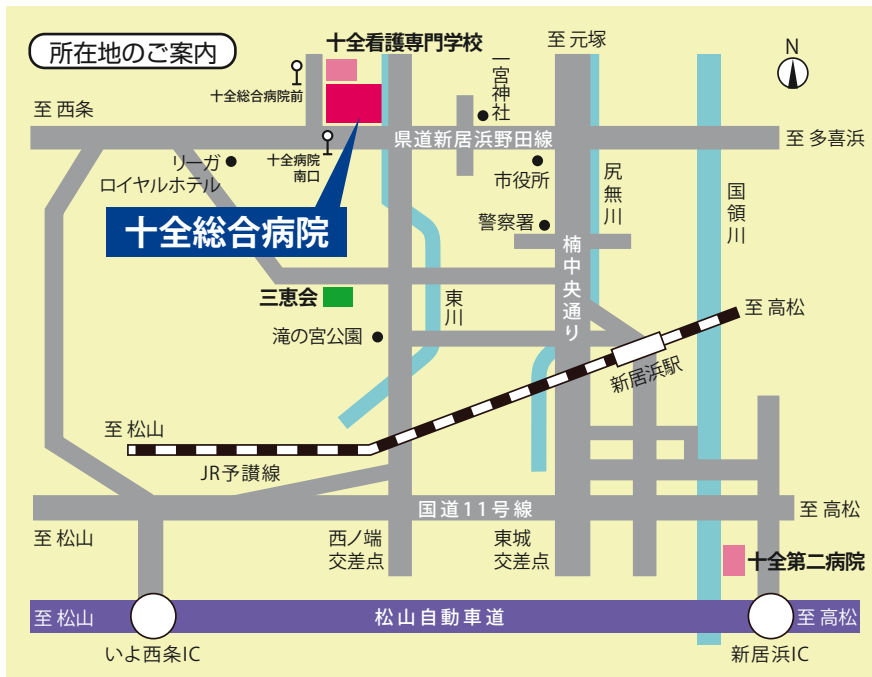 所在地のご案内
十全看護専門学校
至 元塚
N
十全総合病院前
一宮神社
至 西条
県道新居浜野田線
至 多喜浜
リーガ
ロイヤルホテル
十全病院
南口
市役所
尻無川
国領川
十全総合病院
警察署
楠中央通り
三恵会
東川
至 高松
滝の宮公園
新居浜駅
至 松山
JR予讃線
国道11号線
至 高松
至 松山
西ノ端
交差点
東城
交差点
十全第二病院
至 松山
松山自動車道
至 高松
いよ西条IC
新居浜IC